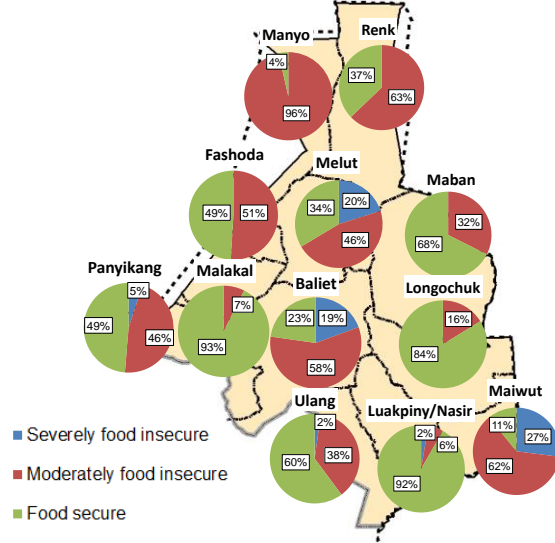 Manyo
4%
96%
Renk
37%
63%
Fashoda
49%
51%
Melut
34%
20%
46%
Maban
32%
68%
Panyikang
5%
49%
46%
Malakal
7%
93%
Baliet
23%
19%
58%
Longochuk
16%
84%
Ulang
2%
38%
60%
Luakpiny/Nasir
2%
6%
92%
Maiwut
11%
27%
62%
Severely food insecure
Moderately food insecure
Food secure